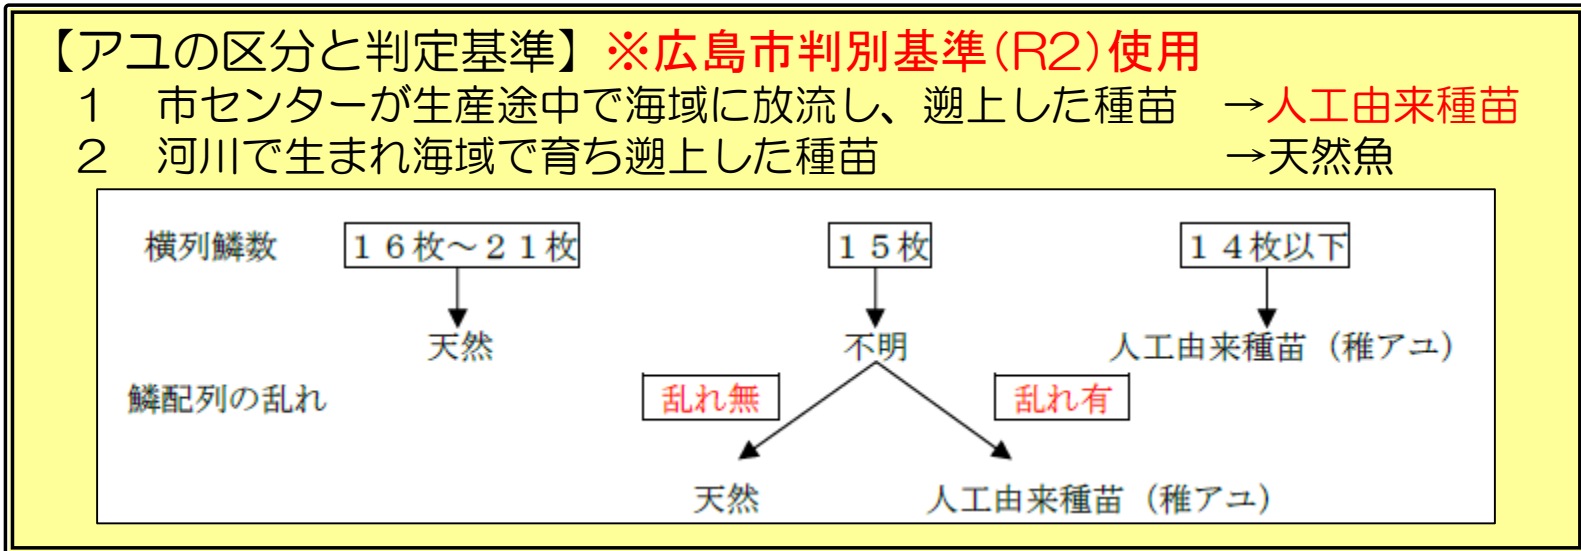 【アユの区分と判定基準】※広島市判別基準(R2)使用
１　市センターが生産途中で海域に放流し、遡上した種苗　→人工由来種苗
２　河川で生まれ海域で育ち遡上した種苗　→天然魚
横列鱗数　１６枚～２１枚　１５枚　１４枚以下
天然　不明　人工由来種苗（稚アユ）
鱗配列の乱れ　乱れ無　乱れ有
天然　人工由来種苗（稚アユ）